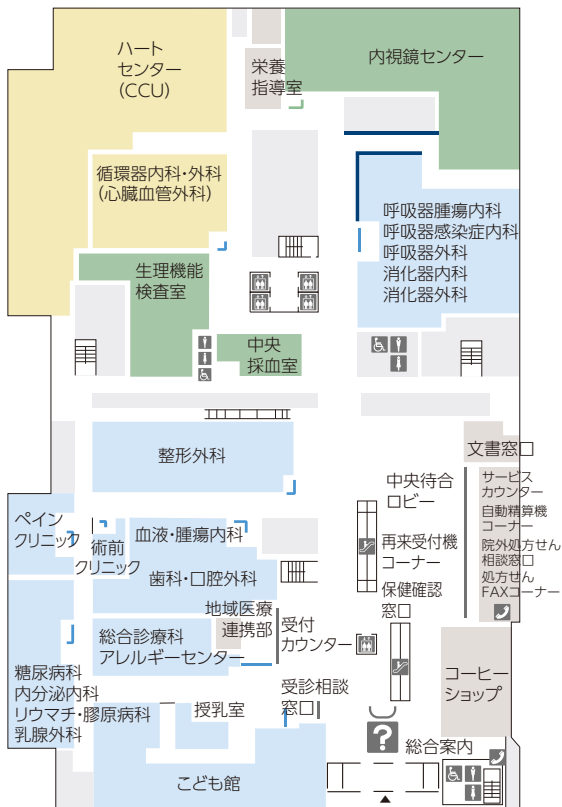 ハート
センター
(CCU)
栄養
指導室
内視鏡センター
循環器内科・外科
(心臓血管外科)
呼吸器腫瘍内科
呼吸器感染症内科
呼吸器外科
消化器内科
消化器外科
生理機能
検査室
中央
採血室
整形外科
文書窓口
中央待合
ロビー
サービス
カウンター
自動精算機
コーナー
院外処方せん
相談窓口
処方せん
FAXコーナー
ペイン
クリニック
術前
クリニック
血液・腫瘍内科
再来受付機
コーナー
歯科・口腔外科
保健確認
窓口
地域医療
連携部
受付
カウンター
総合診療科
アレルギーセンター
糖尿病科
内分泌内科
リウマチ・膠原病科
乳腺外科
授乳室
受診相談
窓口
コーヒー
ショップ
?
総合案内
こども館